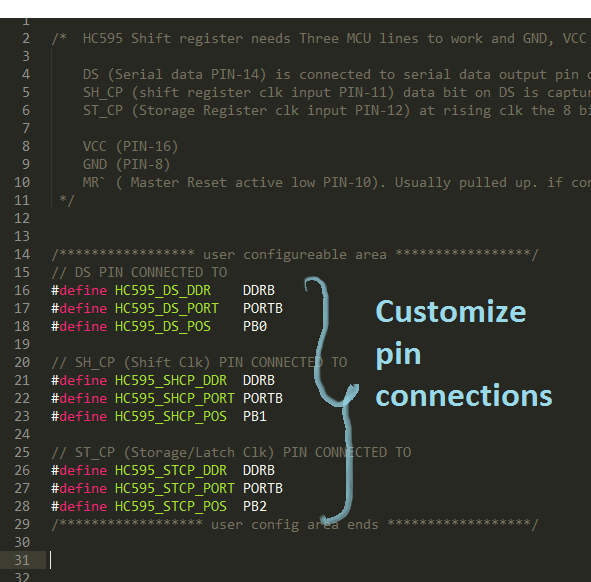 1
2 /* HC595 Shift register needs Three MCU lines to work and GND, VCC
3
4 DS (Serial data PIN-14) is connected to serial data output pin
5 SH_CP (shift register clk input PIN-11) data bit on DS is captur
6 ST_CP (Storage Register clk input PIN-12) at rising clk the 8 bi
7
8 VCC (PIN-16)
9 GND (PIN-8)
10 MR` ( Master Reset active low PIN-10). Usually pulled up. if con
11 */
12
13
14 /***************** user configureable area *****************/
15 // DS PIN CONNECTED TO
16 #define HC595_DS_DDR DDRB
17 #define HC595_DS_PORT PORTB
18 #define HC595_DS_POS PB0
19
20 // SH_CP (Shift Clk) PIN CONNECTED TO
21 #define HC595_SHCP_DDR DDRB
22 #define HC595_SHCP_PORT PORTB
23 #define HC595_SHCP_POS PB1
24
25 // ST_CP (Storage/Latch Clk) PIN CONNECTED TO
26 #define HC595_STCP_DDR DDRB
27 #define HC595_STCP_PORT PORTB
28 #define HC595_STCP_POS PB2
29 /****************** user config area ends ******************/
30
31
32
Customize
pin
connections